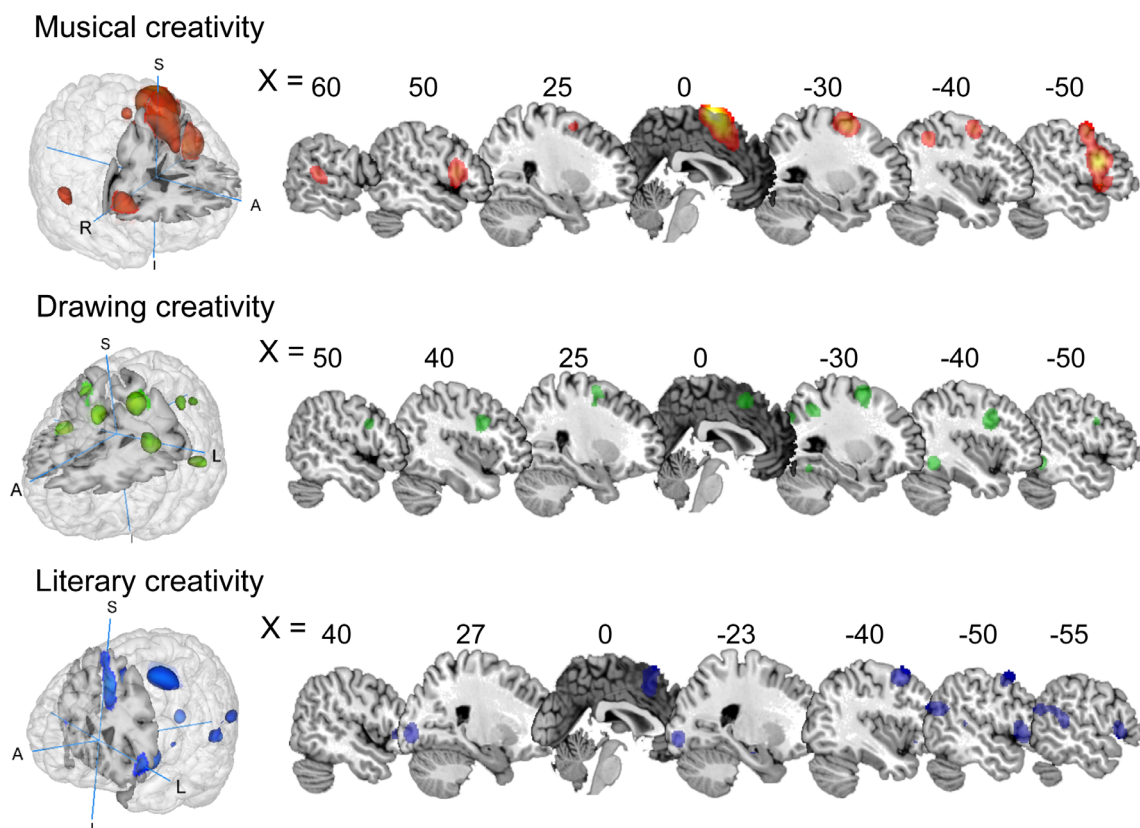 Musical creativity
S
A
R
I
X = 60 50 25 0 -30 -40 -50
Drawing creativity
S
L
A
I
X = 50 40 25 0 -30 -40 -50
Literary creativity
S
A
L
I
X = 40 27 0 -23 -40 -50 -55